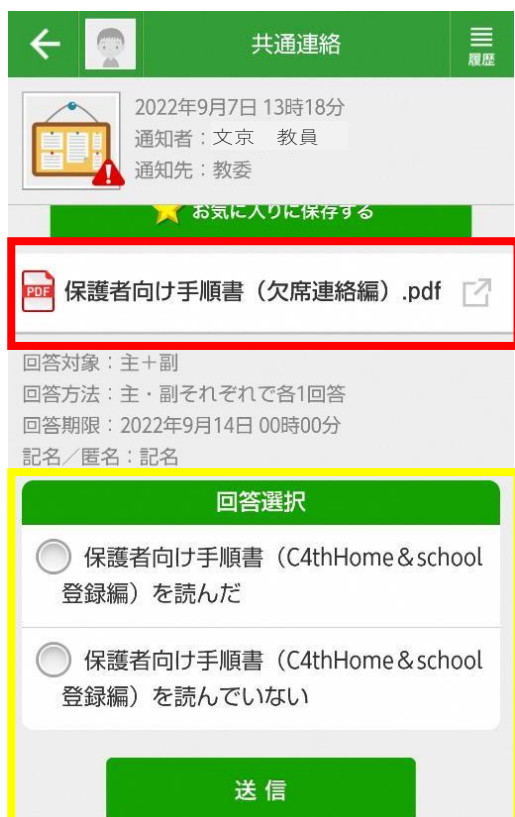 共通連絡
履歴
2022年9月7日 13時18分
通知者：文京　教員
通知先：教委
お気に入りに保存する
PDF 保護者向け手順書（欠席連絡編）.pdf
回答対象：主＋副
回答方法：主・副それぞれで各1回答
回答期限：2022年9月14日 00時00分
記名／匿名：記名
回答選択
保護者向け手順書（C4thHome＆school
登録編）を読んだ
保護者向け手順書（C4thHome＆school
登録編）を読んでいない
送 信